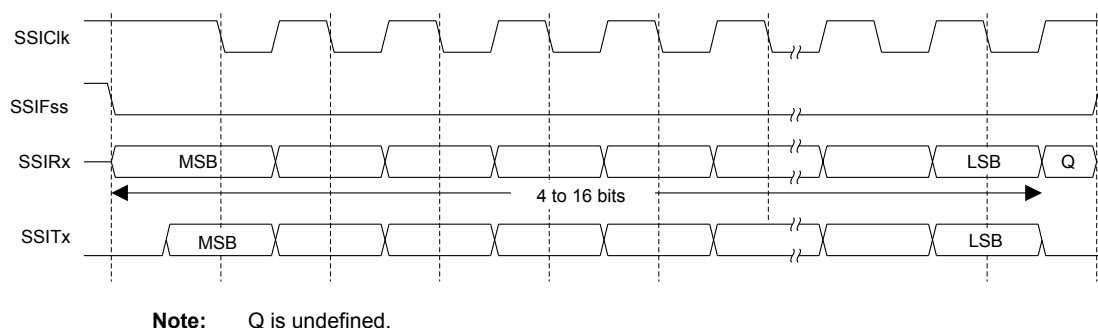 SSIClk
SSIFss
SSIRx MSB LSB Q
4 to 16 bits
SSITx MSB LSB
Note: Q is undefined.